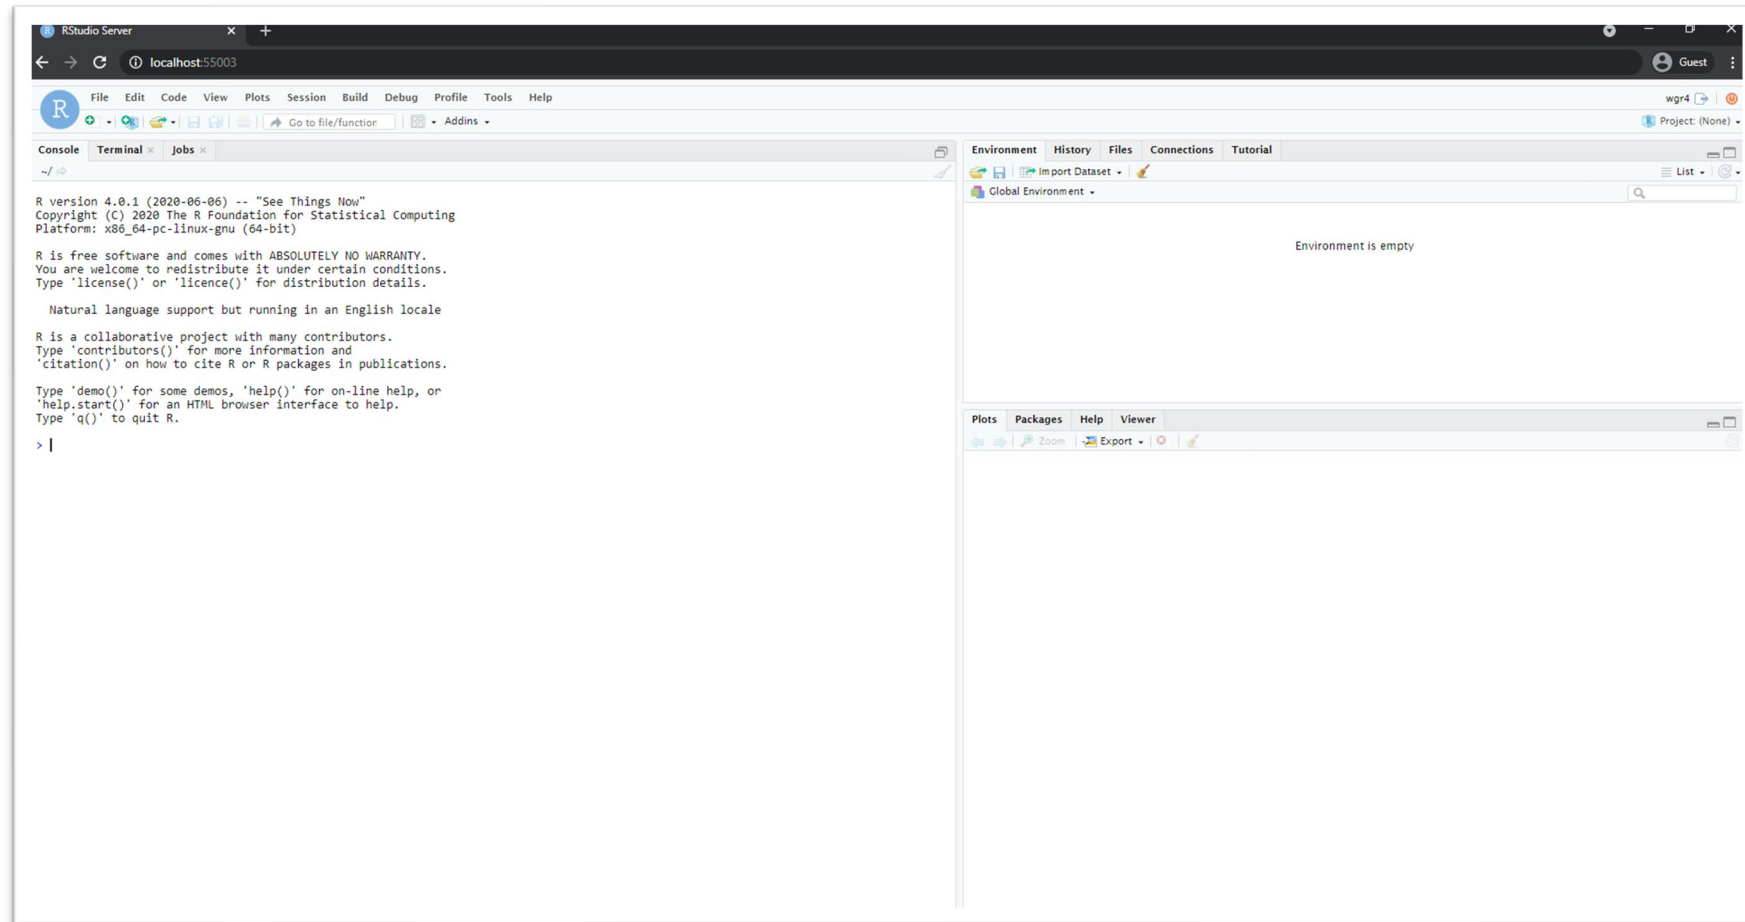 RStudio Server
localhost:55003
Guest
R
File Edit Code View Plots Session Build Debug Profile Tools Help
wgr4
Go to file/function
Addins
Project: (None)
Console Terminal Jobs
~/
R version 4.0.1 (2020-06-06) -- "See Things Now"
Copyright (C) 2020 The R Foundation for Statistical Computing
Platform: x86_64-pc-linux-gnu (64-bit)
R is free software and comes with ABSOLUTELY NO WARRANTY.
You are welcome to redistribute it under certain conditions.
Type 'license()' or 'licence()' for distribution details.
Natural language support but running in an English locale
R is a collaborative project with many contributors.
Type 'contributors()' for more information and
'citation()' on how to cite R or R packages in publications.
Type 'demo()' for some demos, 'help()' for on-line help, or
'help.start()' for an HTML browser interface to help.
Type 'q()' to quit R.
>
Environment History Files Connections Tutorial
Import Dataset
List
Global Environment
Environment is empty
Plots Packages Help Viewer
Zoom Export